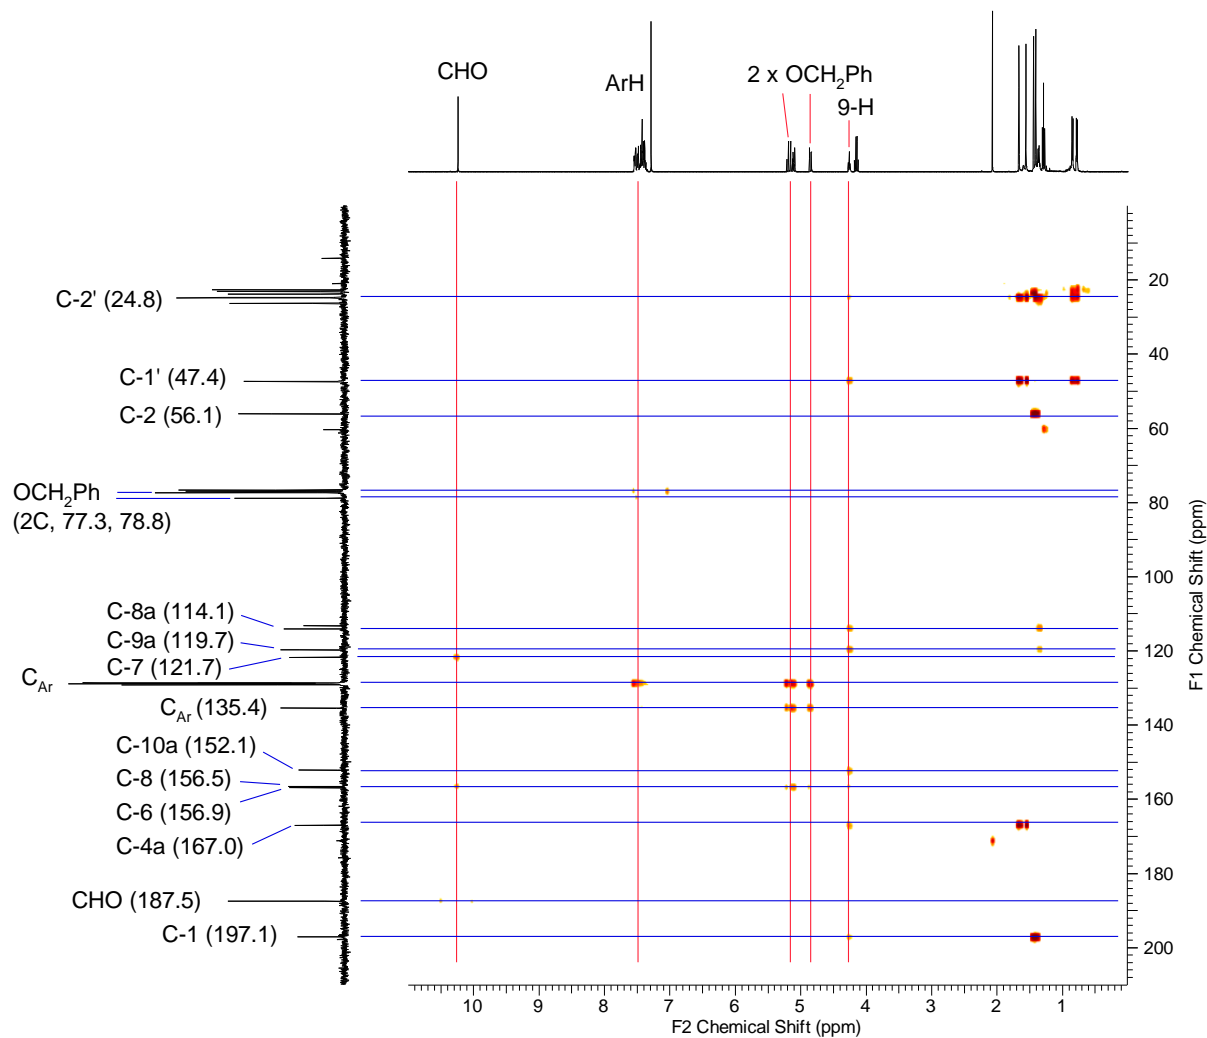 CHO
ArH
2 x OCH2Ph
9-H
C-2' (24.8)
C-1' (47.4)
C-2 (56.1)
OCH2Ph
(2C, 77.3, 78.8)
C-8a (114.1)
C-9a (119.7)
C-7 (121.7)
CAr
CAr (135.4)
C-10a (152.1)
C-8 (156.5)
C-6 (156.9)
C-4a (167.0)
CHO (187.5)
C-1 (197.1)
20
40
60
80
100
120
140
160
180
200
F1 Chemical Shift (ppm)
10 9 8 7 6 5 4 3 2 1
F2 Chemical Shift (ppm)